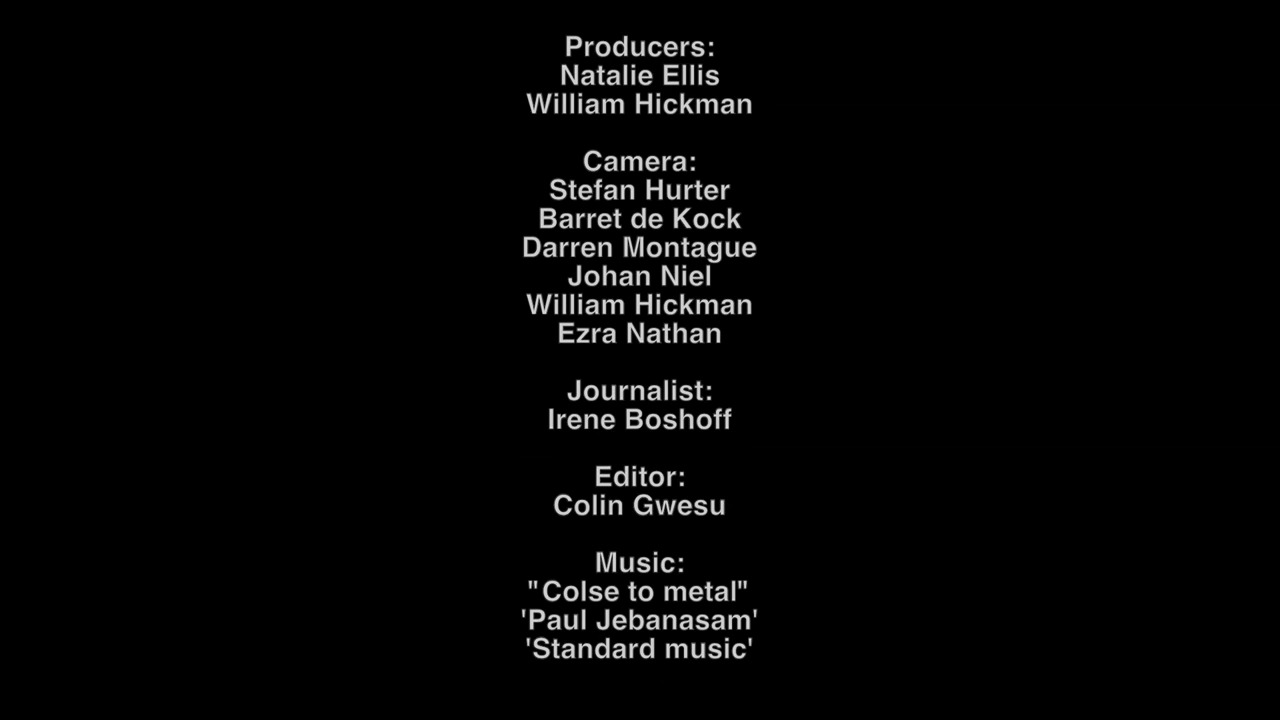 Producers:
Natalie Ellis
William Hickman
Camera:
Stefan Hurter
Barret de Kock
Darren Montague
Johan Niel
William Hickman
Ezra Nathan
Journalist:
Irene Boshoff
Editor:
Colin Gwesu
Music:
"Colse to metal"
'Paul Jebanasam'
'Standard music'